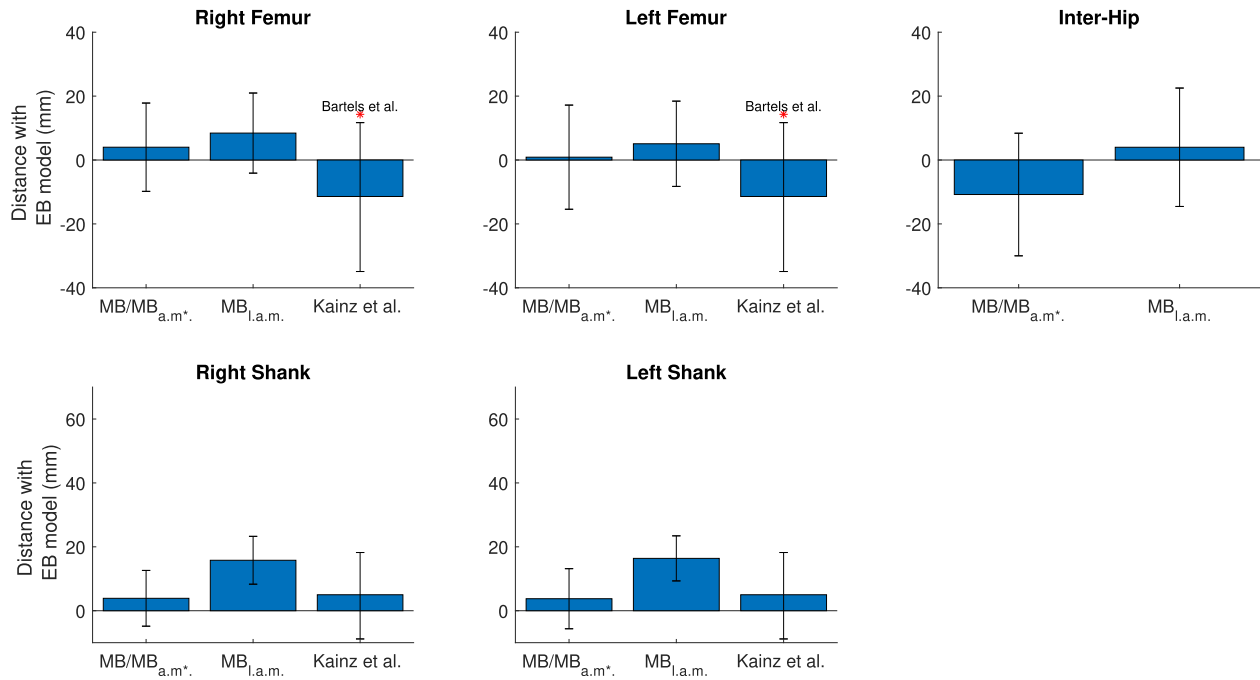 Right Femur
40
20
0
-20
-40
Distance with
EB model (mm)
Bartels et al.
*
MB/MBa.m*.
MBl.a.m.
Kainz et al.
Left Femur
40
20
0
-20
-40
Bartels et al.
*
MB/MBa.m*.
MBl.a.m.
Kainz et al.
Inter-Hip
40
20
0
-20
-40
MB/MBa.m*.
MBl.a.m.
Right Shank
60
40
20
0
Distance with
EB model (mm)
MB/MBa.m*.
MBl.a.m.
Kainz et al.
Left Shank
60
40
20
0
MB/MBa.m*.
MBl.a.m.
Kainz et al.